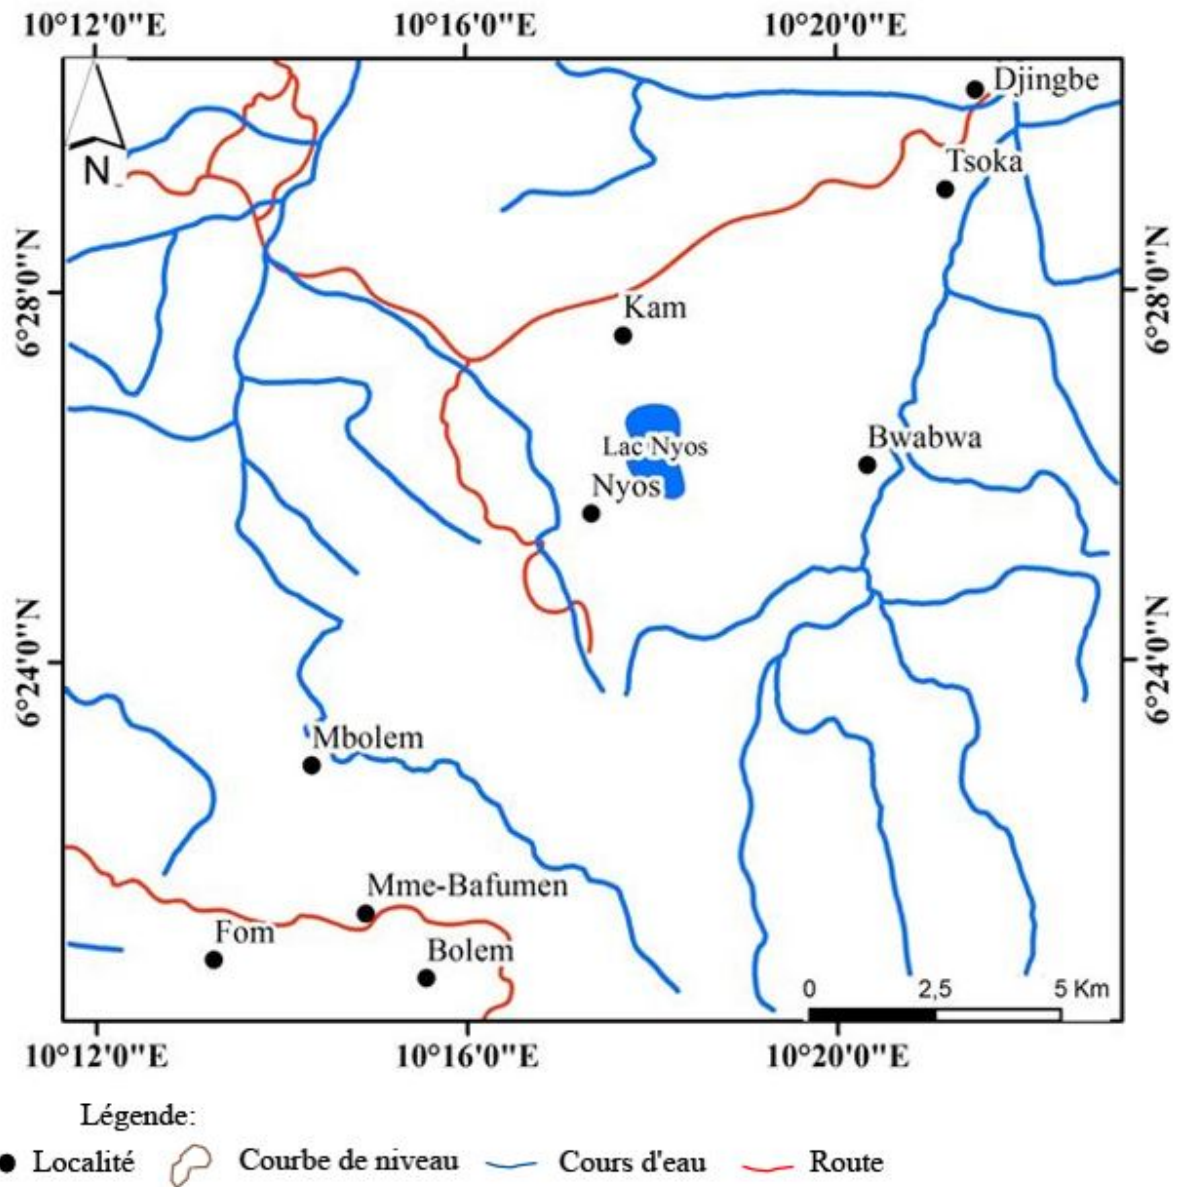 10°12'0"E 10°16'0"E 10°20'0"E
Djingbe
N
Tsoka
6°28'0"N 6°28'0"N
Kam
Bwabwa
Lac Nyos
Nyos
6°24'0"N 6°24'0"N
Mbolem
Mme-Bafumen
Fom
Bolem
0 2,5 5 Km
10°12'0"E 10°16'0"E 10°20'0"E
Légende:
Localité Courbe de niveau Cours d'eau Route